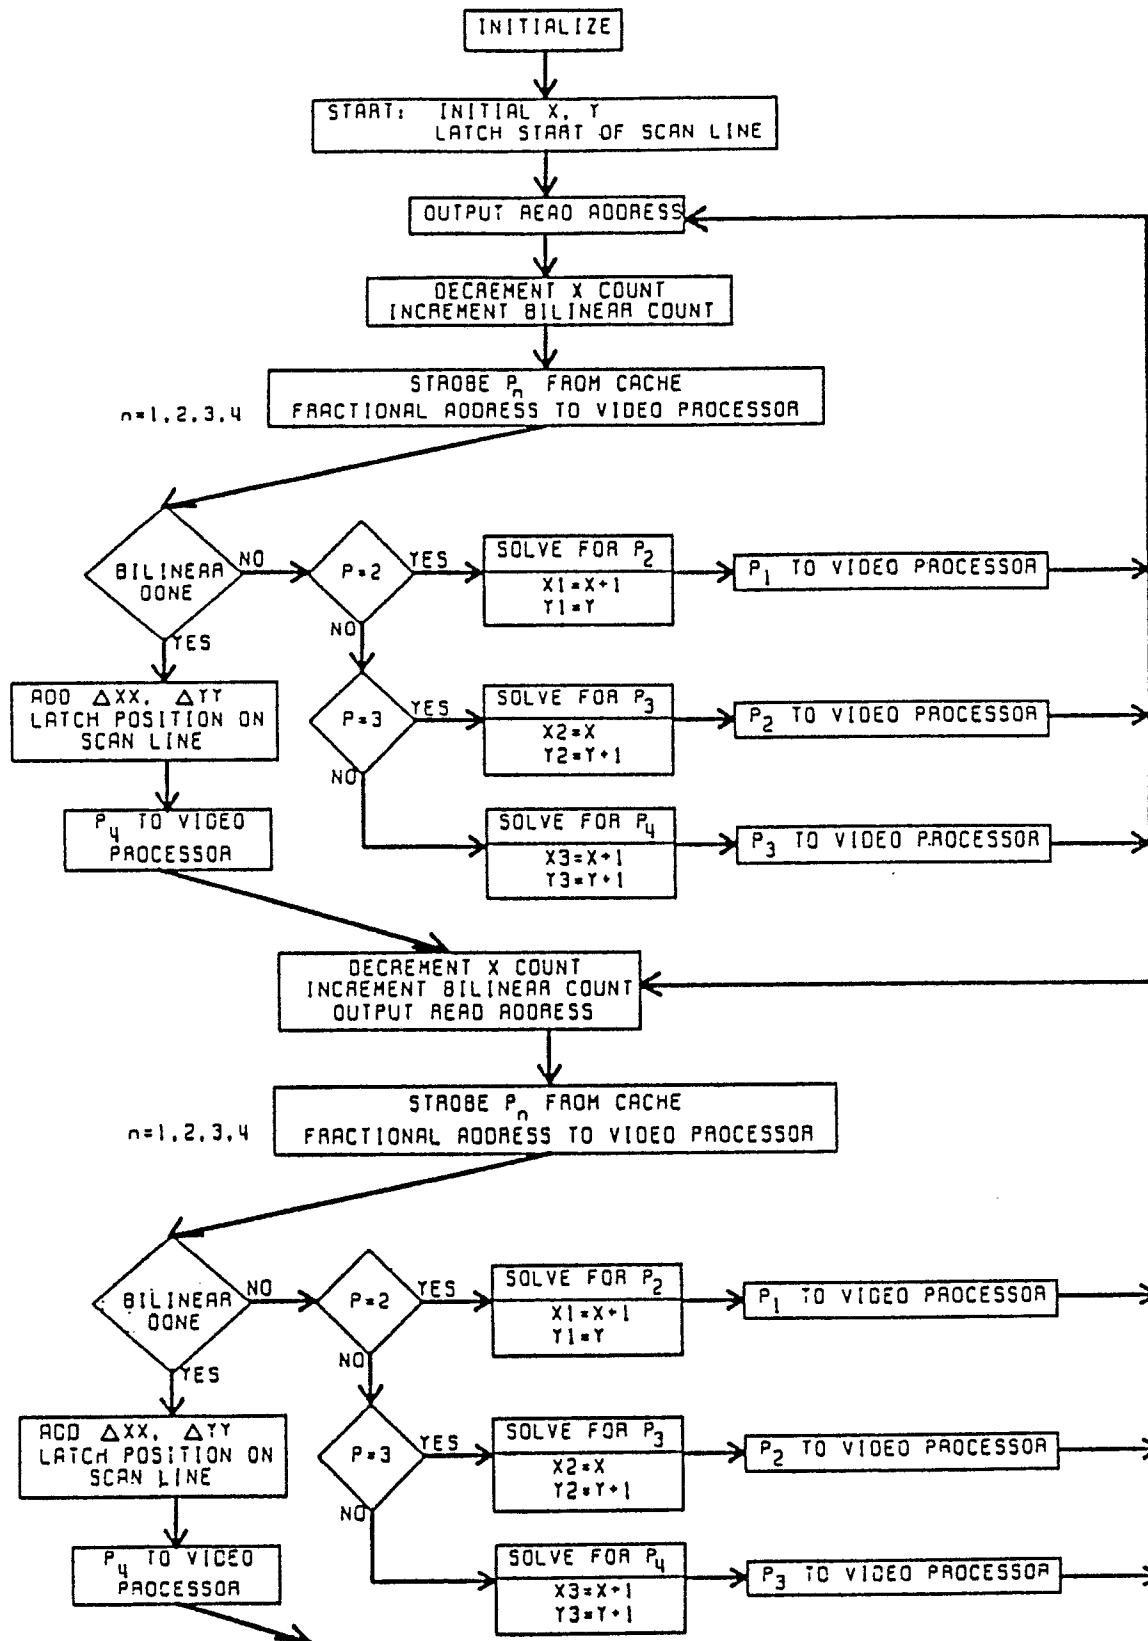 INITIALIZE
START: INITIAL X, Y
LATCH START OF SCAN LINE
OUTPUT READ ADDRESS
DECREMENT X COUNT
INCREMENT BILINEAR COUNT
STROBE Pn FROM CACHE
FRACTIONAL ADDRESS TO VIDEO PROCESSOR
n=1,2,3,4
BILINEAR
DONE
NO
P=2
YES
SOLVE FOR P2
X1=X+1
Y1=Y
P1 TO VIDEO PROCESSOR
YES
NO
ADD ΔXX, ΔYY
LATCH POSITION ON
SCAN LINE
P=3
YES
SOLVE FOR P3
X2=X
Y2=Y+1
P2 TO VIDEO PROCESSOR
NO
P4 TO VIDEO
PROCESSOR
SOLVE FOR P4
X3=X+1
Y3=Y+1
P3 TO VIDEO PROCESSOR
DECREMENT X COUNT
INCREMENT BILINEAR COUNT
OUTPUT READ ADDRESS
STROBE Pn FROM CACHE
FRACTIONAL ADDRESS TO VIDEO PROCESSOR
n=1,2,3,4
BILINEAR
DONE
NO
P=2
YES
SOLVE FOR P2
X1=X+1
Y1=Y
P1 TO VIDEO PROCESSOR
YES
NO
ADD ΔXX, ΔYY
LATCH POSITION ON
SCAN LINE
P=3
YES
SOLVE FOR P3
X2=X
Y2=Y+1
P2 TO VIDEO PROCESSOR
NO
P4 TO VIDEO
PROCESSOR
SOLVE FOR P4
X3=X+1
Y3=Y+1
P3 TO VIDEO PROCESSOR